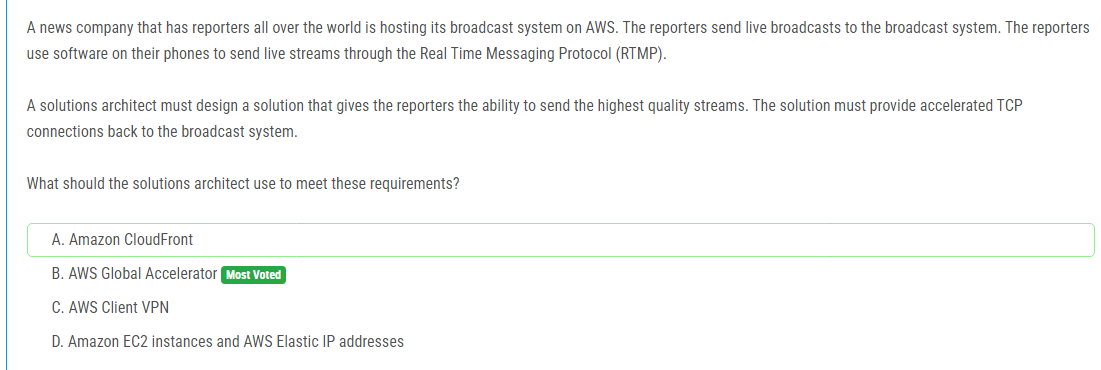 A news company that has reporters all over the world is hosting its broadcast system on AWS. The reporters send live broadcasts to the broadcast system. The reporters
use software on their phones to send live streams through the Real Time Messaging Protocol (RTMP).
A solutions architect must design a solution that gives the reporters the ability to send the highest quality streams. The solution must provide accelerated TCP
connections back to the broadcast system.
What should the solutions architect use to meet these requirements?
A. Amazon CloudFront
B. AWS Global Accelerator Most Voted
C. AWS Client VPN
D. Amazon EC2 instances and AWS Elastic IP addresses